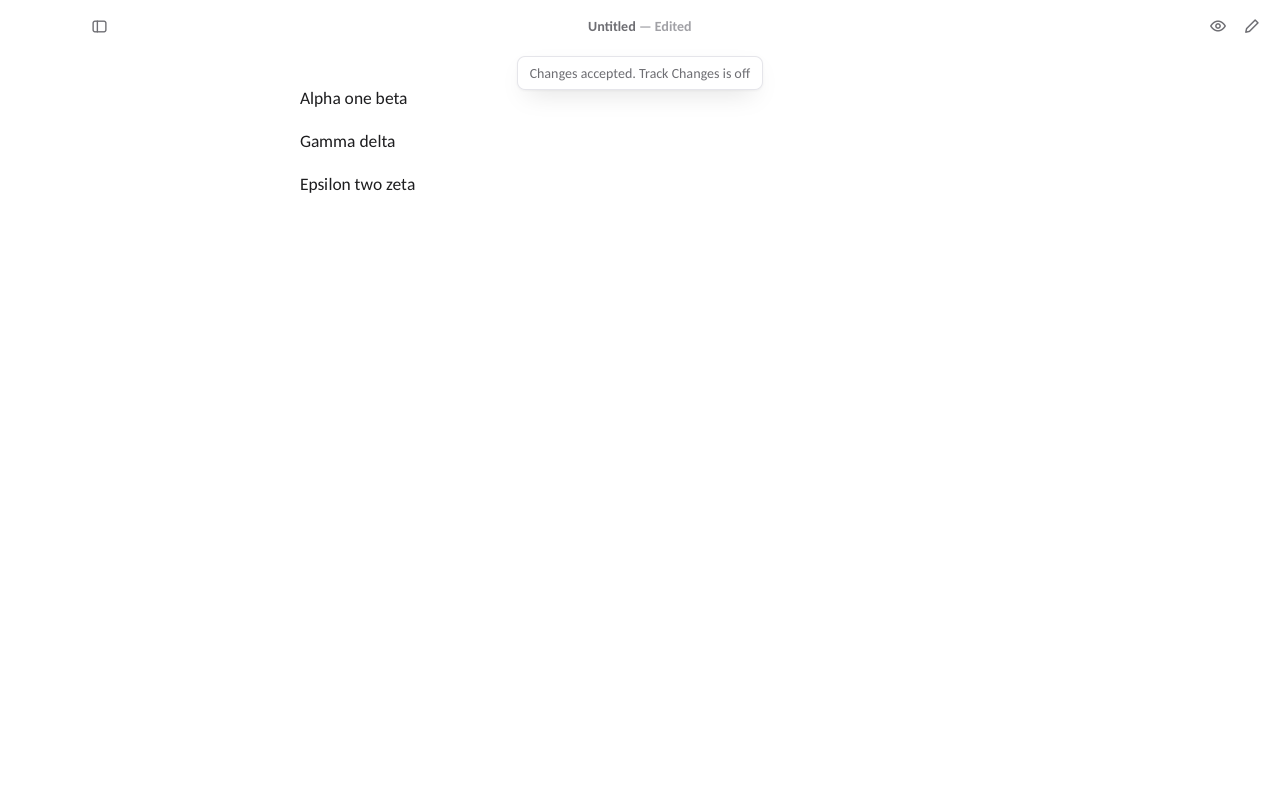 Untitled — Edited
Changes accepted. Track Changes is off
Alpha one beta
Gamma delta
Epsilon two zeta